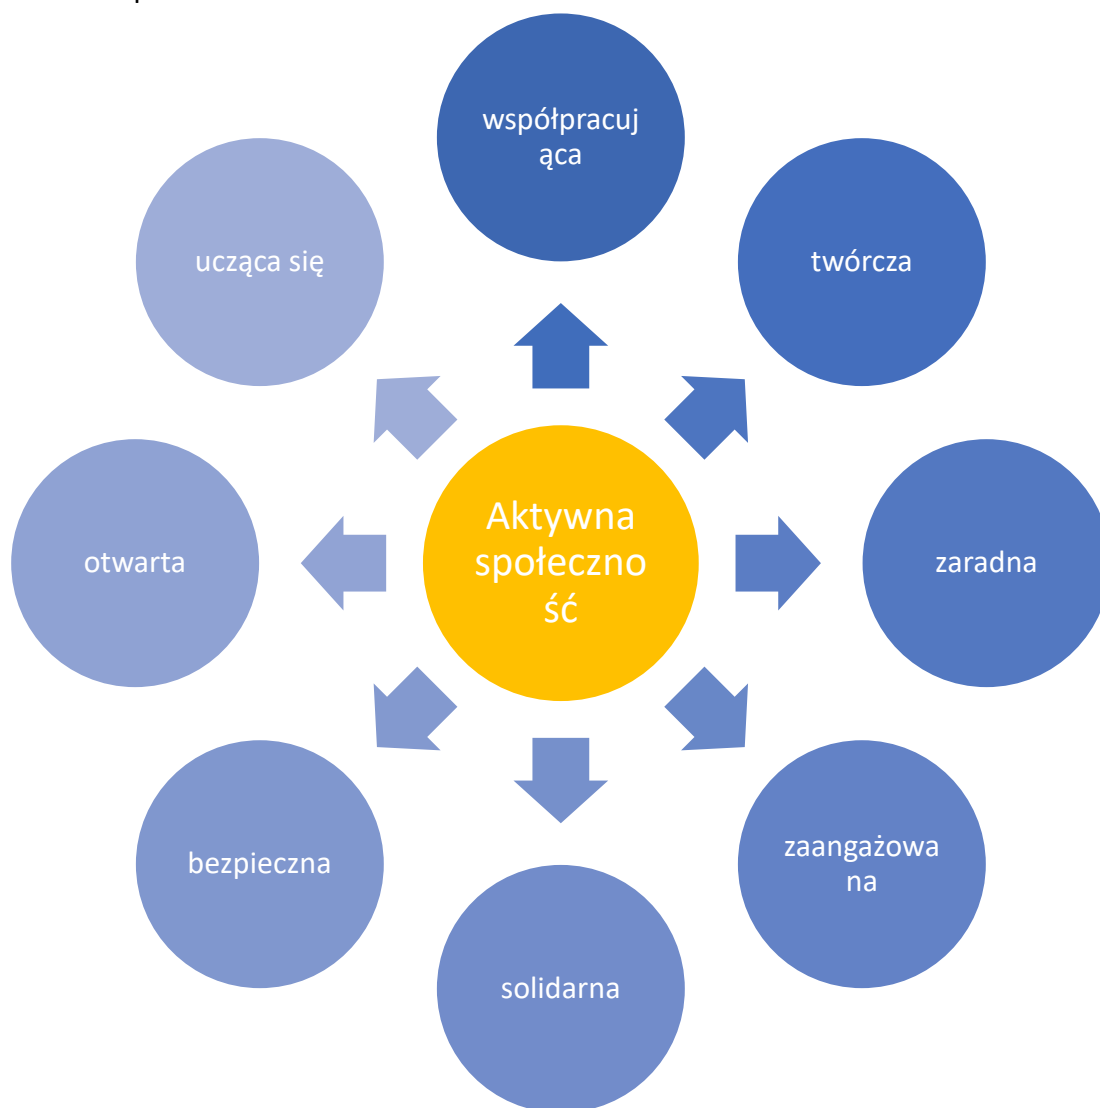 współpracuj
ąca
twórcza
zaradna
zaangażowa
na
solidarna
bezpieczna
otwarta
ucząca się
Aktywna
społeczno
ść